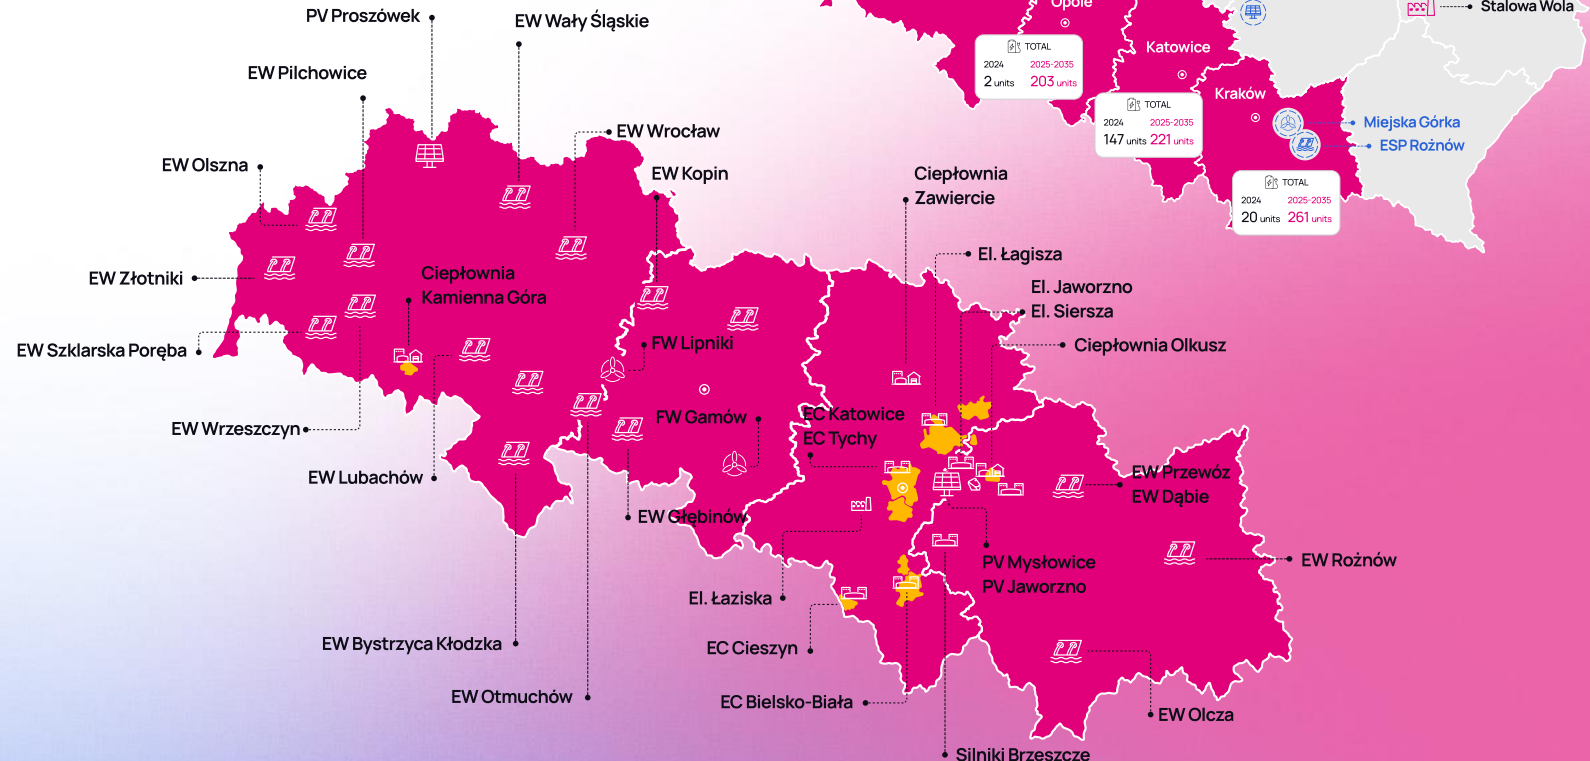 PV Proszówek
EW Wały Śląskie
Opole
Stalowa Wola
TOTAL
2024
2025-2035
2 units
203 units
Katowice
EW Pilchowice
Kraków
TOTAL
2024
2025-2035
147 units
221 units
Miejska Górka
ESP Rożnów
EW Wrocław
EW Olszna
EW Kopin
Ciepłownia
Zawiercie
TOTAL
2024
2025-2035
20 units
261 units
El. Łagisza
EW Złotniki
Ciepłownia
Kamienna Góra
El. Jaworzno
El. Siersza
EW Szklarska Poręba
FW Lipniki
Ciepłownia Olkusz
FW Gamów
EC Katowice
EC Tychy
EW Wrzeszczyn
EW Lubachów
EW Przewóz
EW Dąbie
EW Głębinów
PV Mysłowice
PV Jaworzno
EW Rożnów
El. Łaziska
EW Bystrzyca Kłodzka
EC Cieszyn
EW Otmuchów
EC Bielsko-Biała
EW Olcza
Silniki Brzeszcze